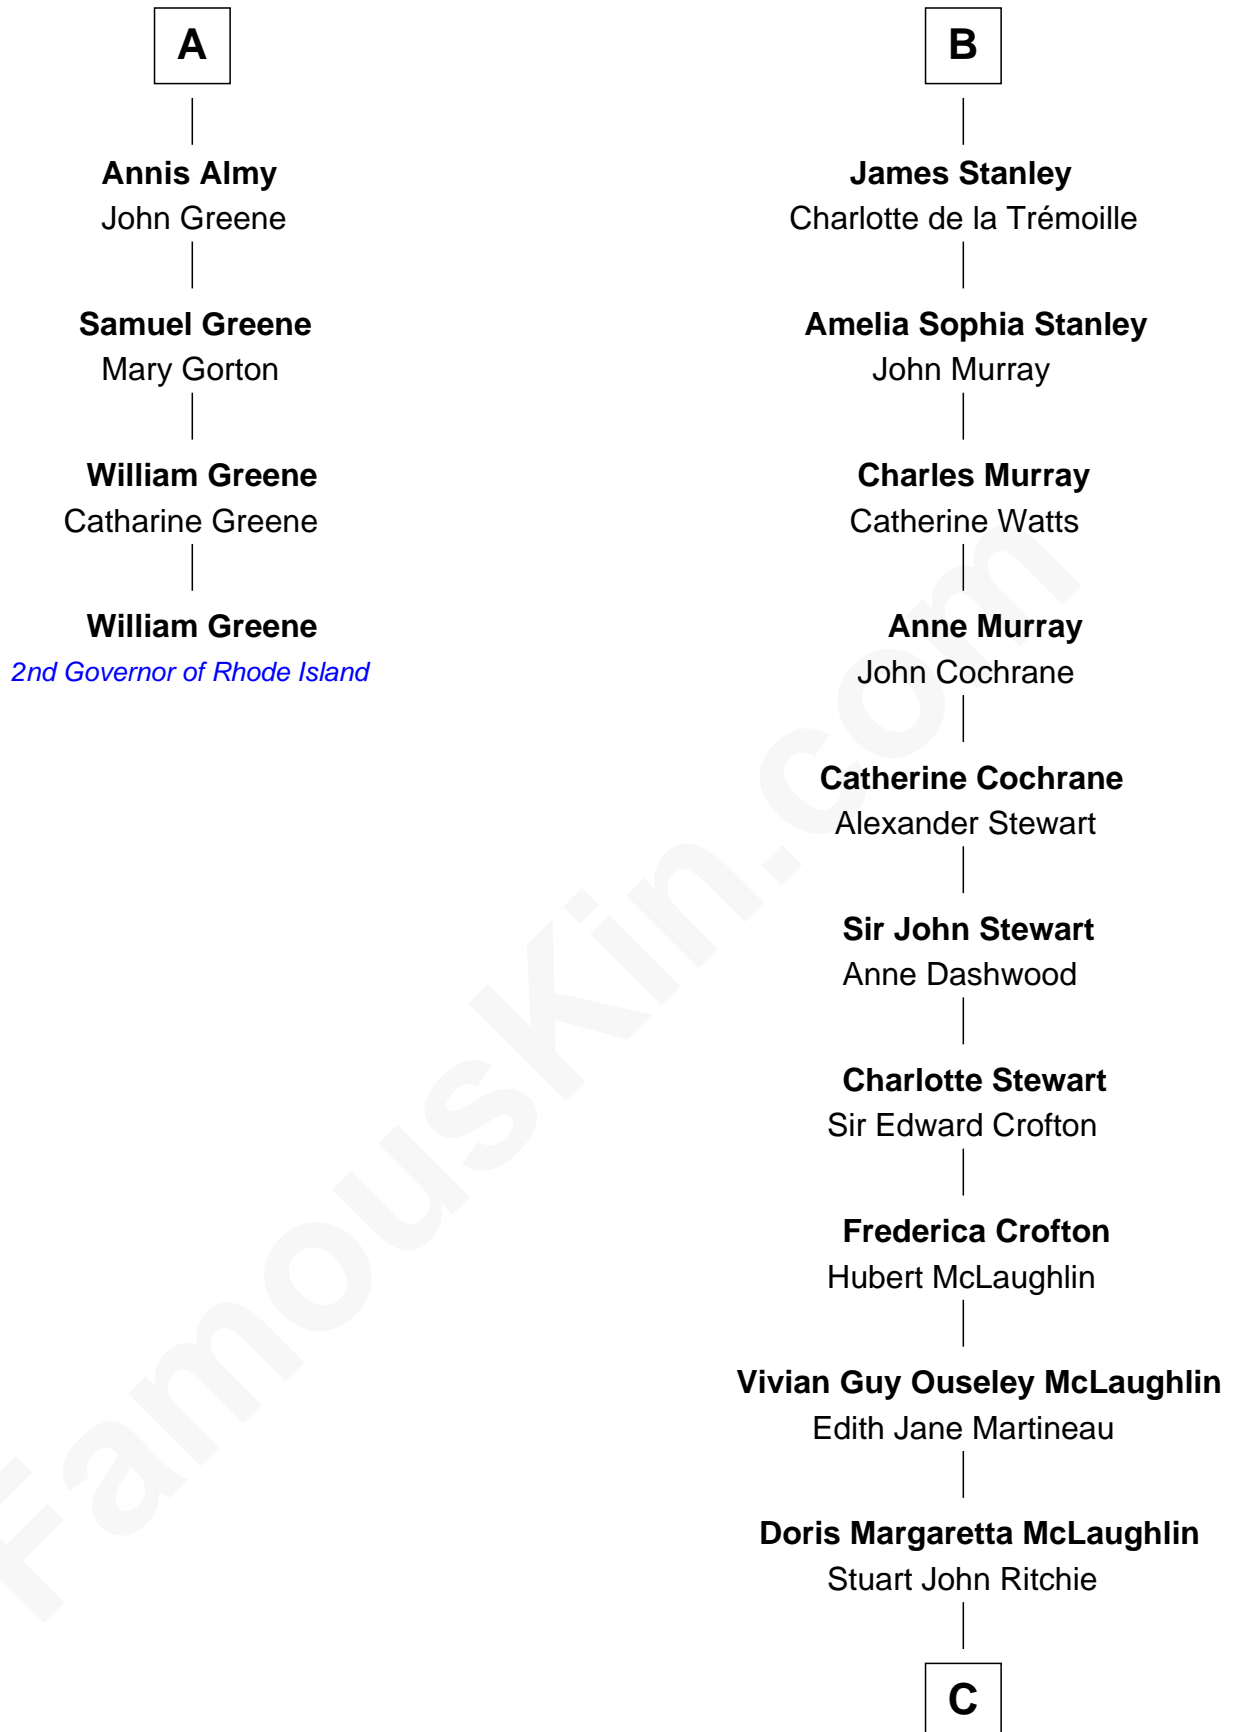 A
Annis Almy
John Greene
Samuel Greene
Mary Gorton
William Greene
Catharine Greene
William Greene
2nd Governor of Rhode Island
B
James Stanley
Charlotte de la Trémoille
Amelia Sophia Stanley
John Murray
Charles Murray
Catherine Watts
Anne Murray
John Cochrane
Catherine Cochrane
Alexander Stewart
Sir John Stewart
Anne Dashwood
Charlotte Stewart
Sir Edward Crofton
Frederica Crofton
Hubert McLaughlin
Vivian Guy Ouseley McLaughlin
Edith Jane Martineau
Doris Margaretta McLaughlin
Stuart John Ritchie
C
FamousKin.com